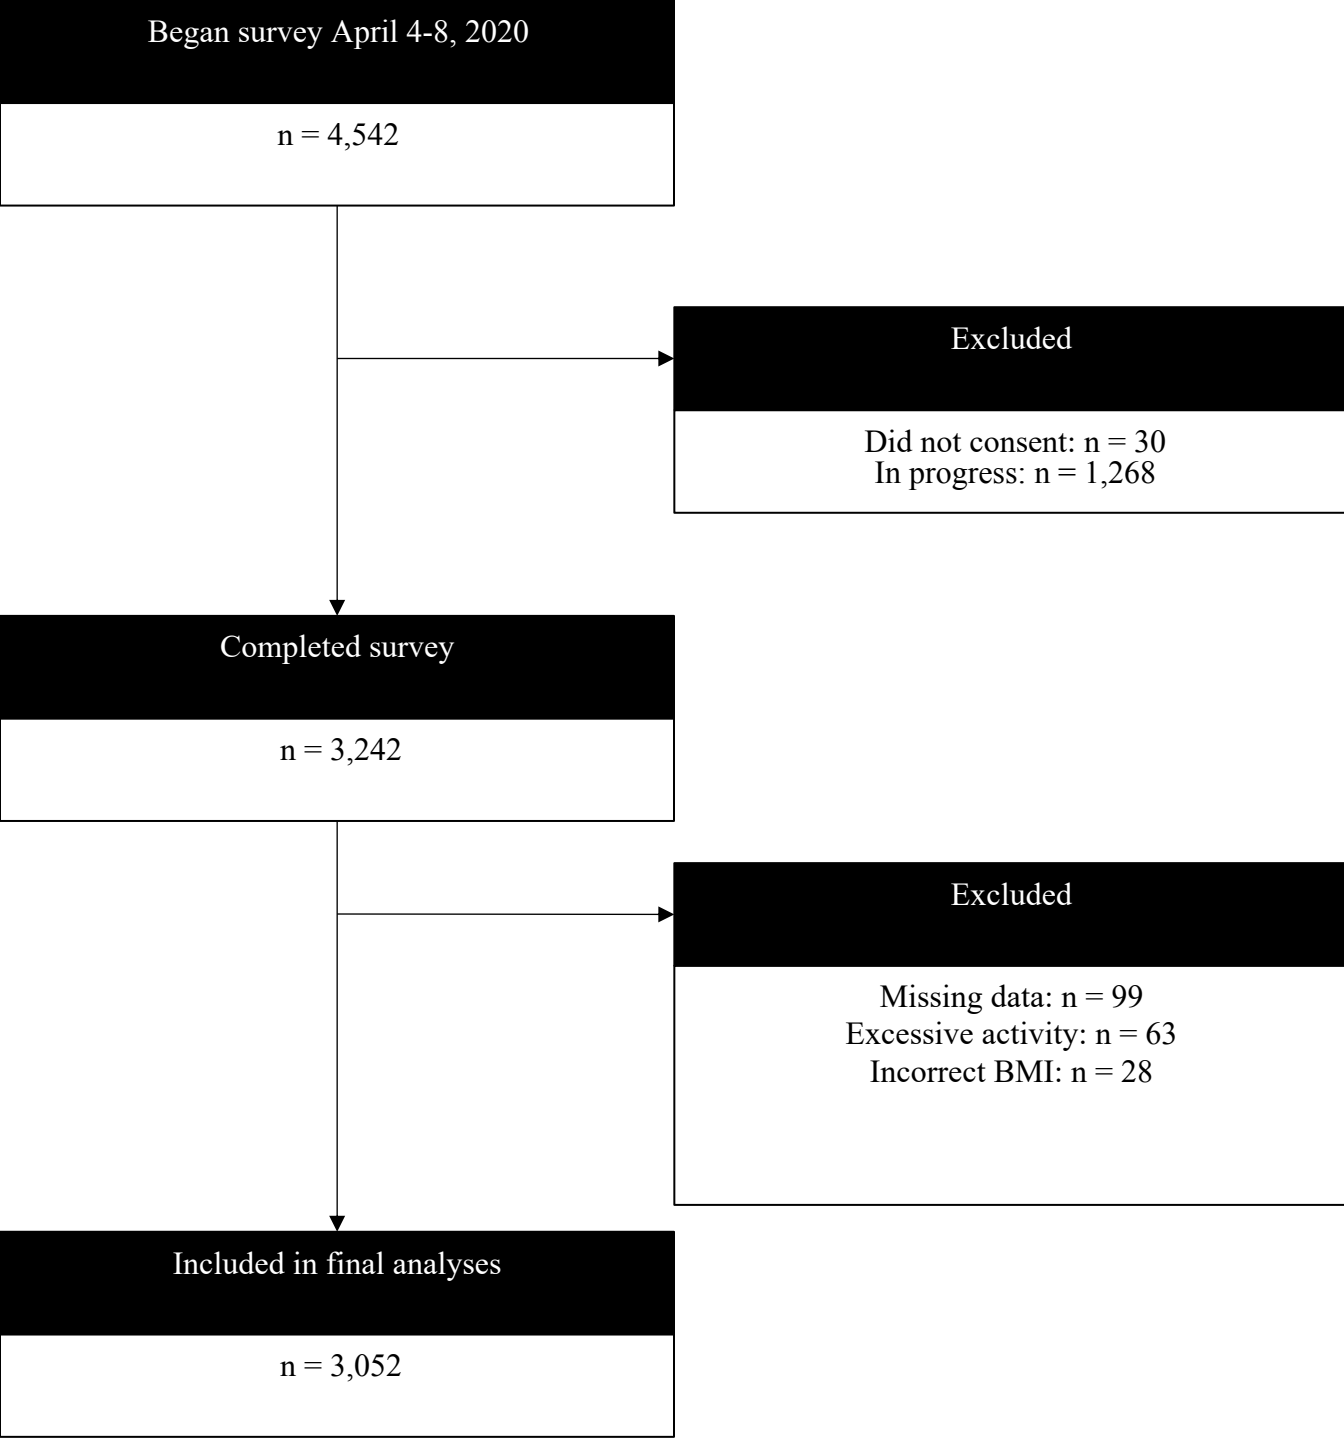 Began survey April 4-8, 2020
n = 4,542
Excluded
Did not consent: n = 30
In progress: n = 1,268
Completed survey
n = 3,242
Excluded
Missing data: n = 99
Excessive activity: n = 63
Incorrect BMI: n = 28
Included in final analyses
n = 3,052